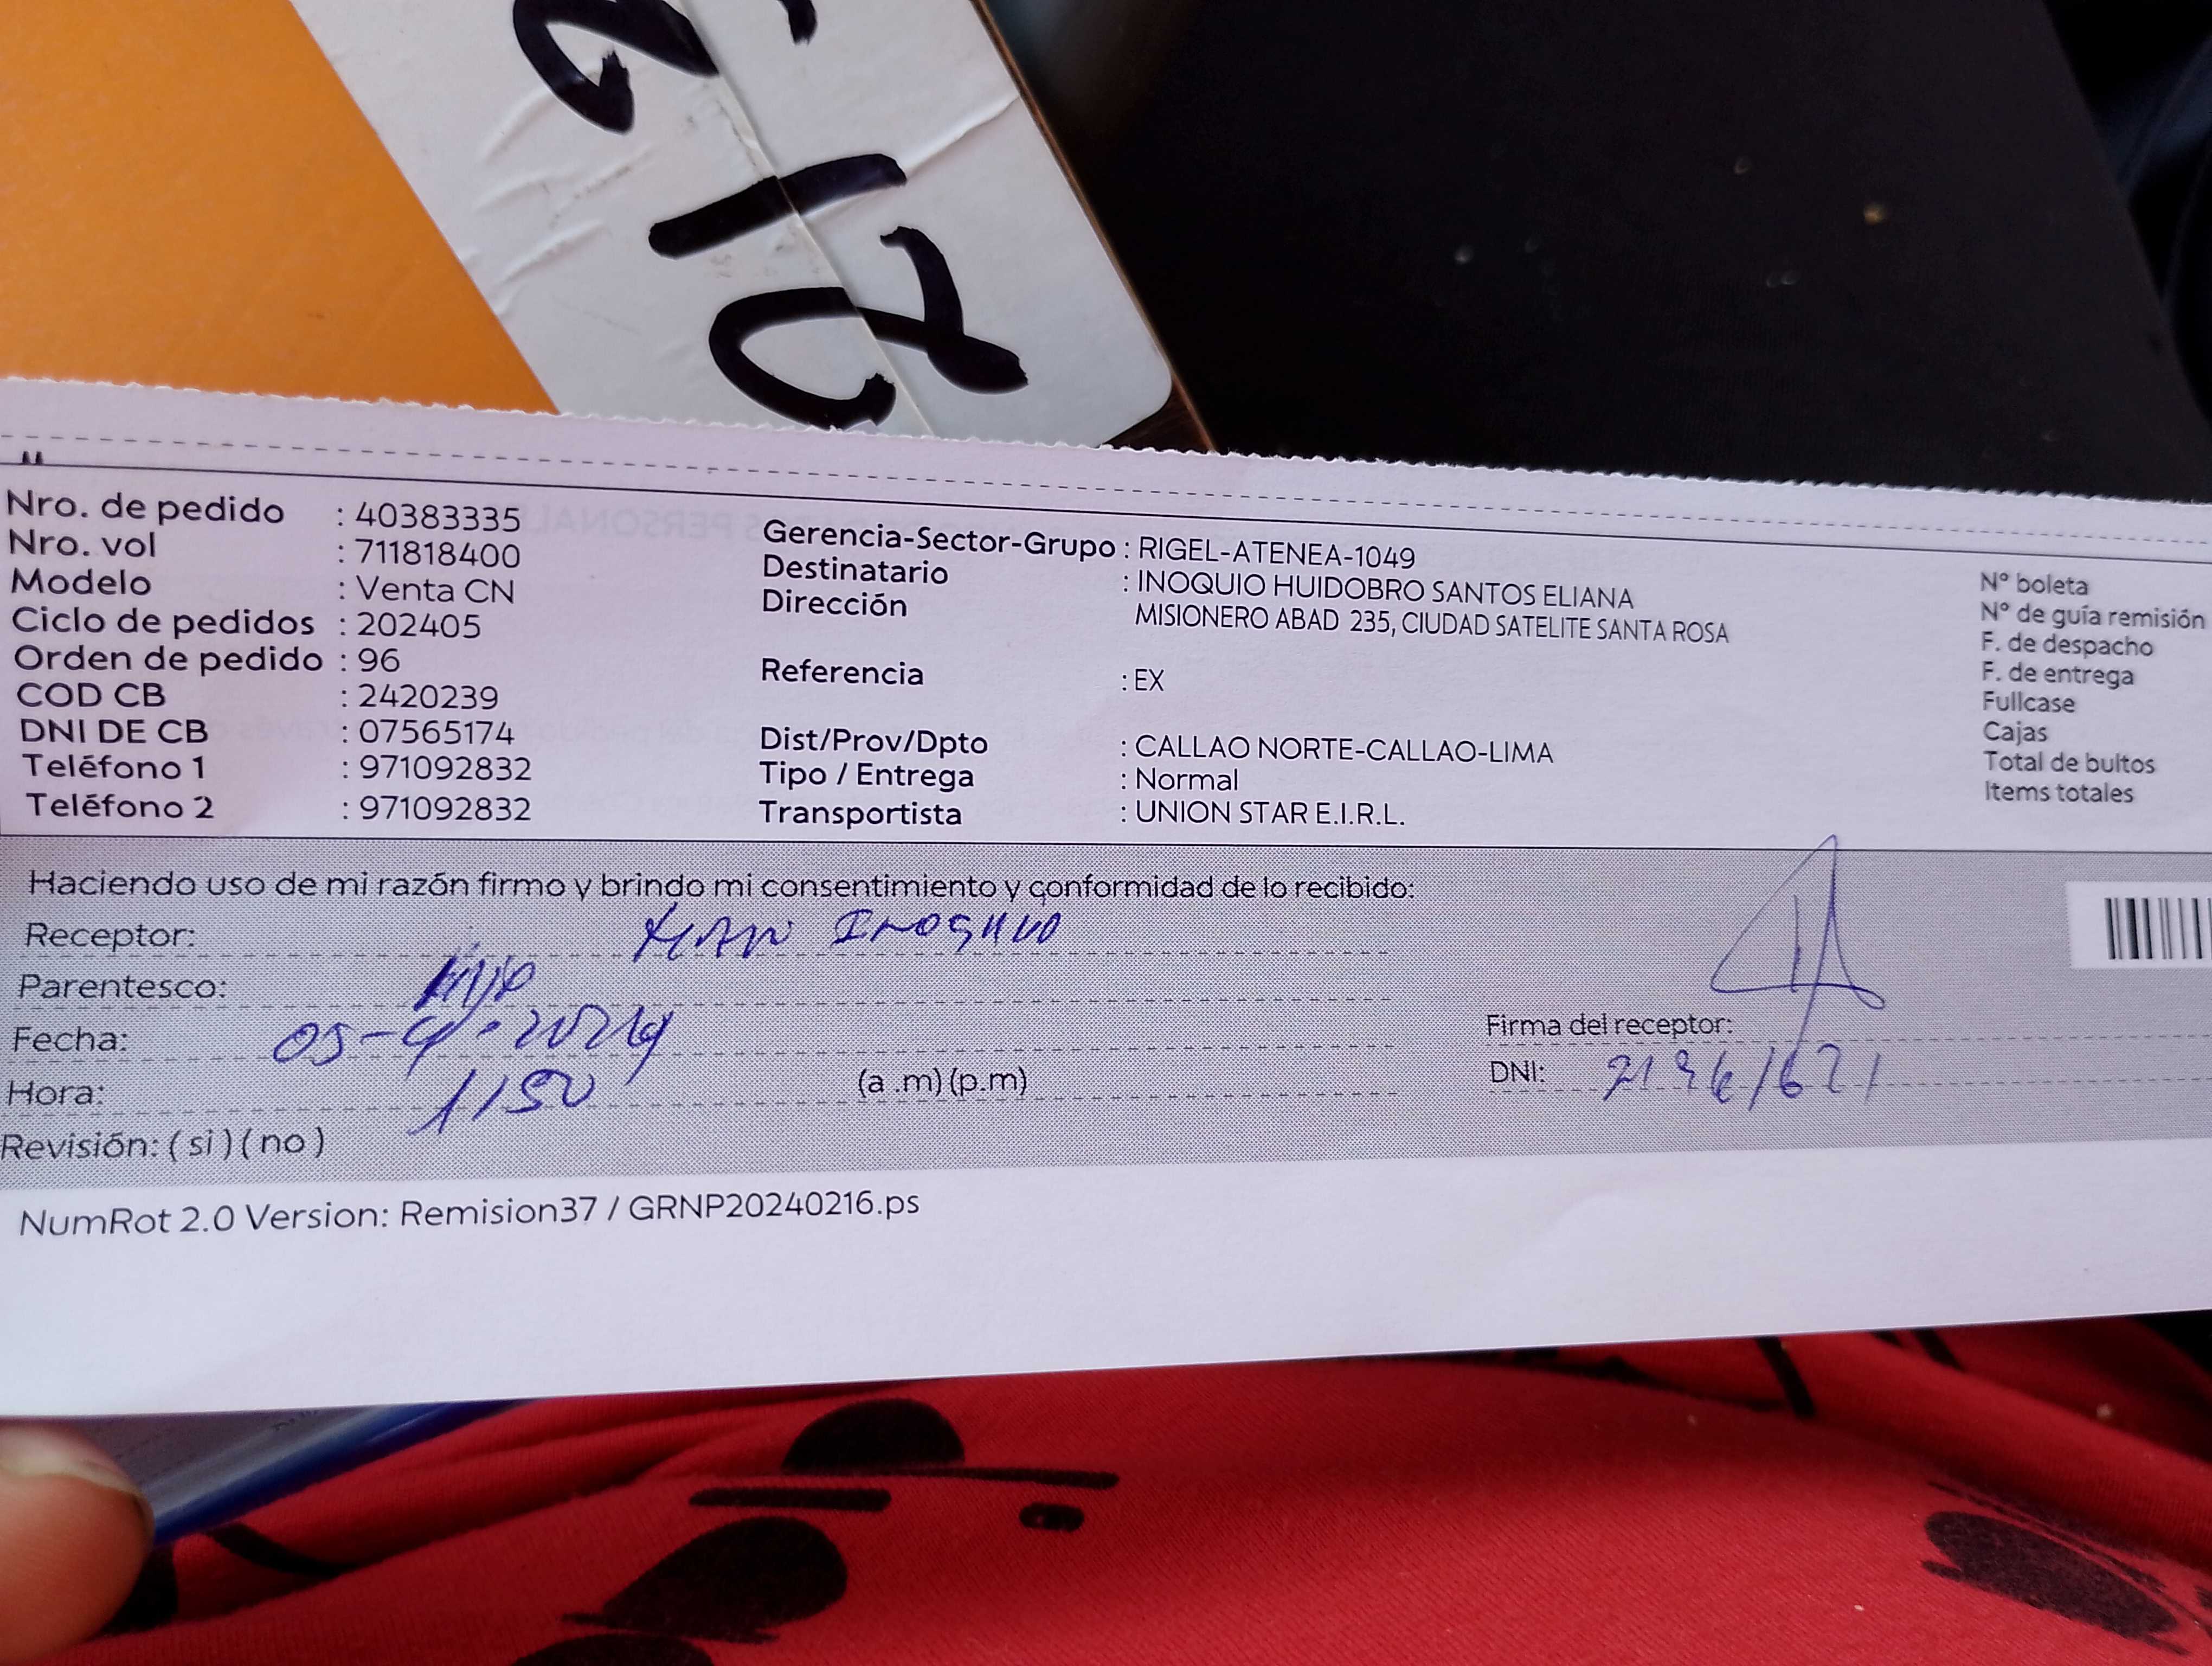 Nro. de pedido : 40383335
Nro. vol : 711818400
Modelo : Venta CN
Ciclo de pedidos : 202405
Orden de pedido : 96
COD CB : 2420239
DNI DE CB : 07565174
Teléfono 1 : 971092832
Teléfono 2 : 971092832
Gerencia-Sector-Grupo : RIGEL-ATENEA-1049
Destinatario : INOQUIO HUIDOBRO SANTOS ELIANA
Dirección MISIONERO ABAD 235, CIUDAD SATELITE SANTA ROSA
Referencia : EX
Dist/Prov/Dpto : CALLAO NORTE-CALLAO-LIMA
Tipo / Entrega : Normal
Transportista : UNION STAR E.I.R.L.
N° boleta
N° de guía remisión
F. de despacho
F. de entrega
Fullcase
Cajas
Total de bultos
Items totales
Haciendo uso de mi razón firmo y brindo mi consentimiento y conformidad de lo recibido:
Receptor:
Parentesco: Hijo
Fecha: 05-4-2024
Hora: 1150 (a .m) (p.m)
Revisión: ( si ) ( no )
Firma del receptor:
DNI:
NumRot 2.0 Version: Remision37 / GRNP20240216.ps